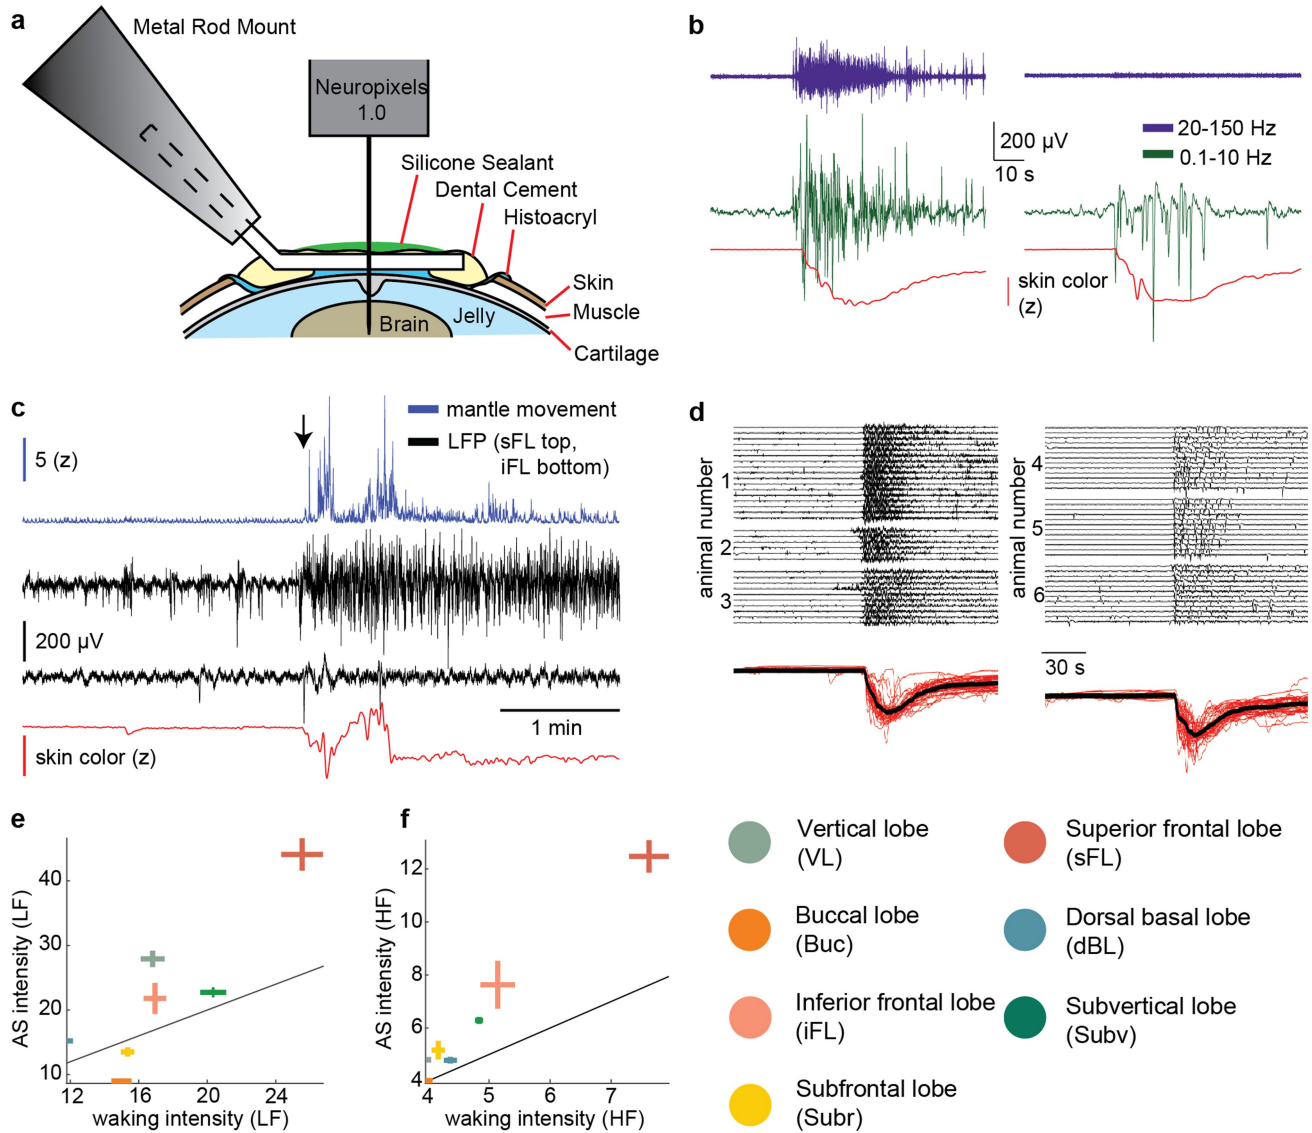 a
Metal Rod Mount
Neuropixels
1.0
Silicone Sealant
Dental Cement
Histoacryl
Skin
Muscle
Cartilage
Jelly
Brain
b
200 µV
10 s
20-150 Hz
0.1-10 Hz
skin color
(z)
c
mantle movement
LFP (sFL top,
iFL bottom)
5 (z)
200 µV
1 min
skin color (z)
d
animal number
1
2
3
animal number
4
5
6
30 s
e
AS intensity (LF)
40
30
20
10
12
16
20
24
waking intensity (LF)
f
AS intensity (HF)
12
10
8
6
4
4
5
6
7
waking intensity (HF)
Vertical lobe
(VL)
Superior frontal lobe
(sFL)
Buccal lobe
(Buc)
Dorsal basal lobe
(dBL)
Inferior frontal lobe
(iFL)
Subvertical lobe
(Subv)
Subfrontal lobe
(Subr)